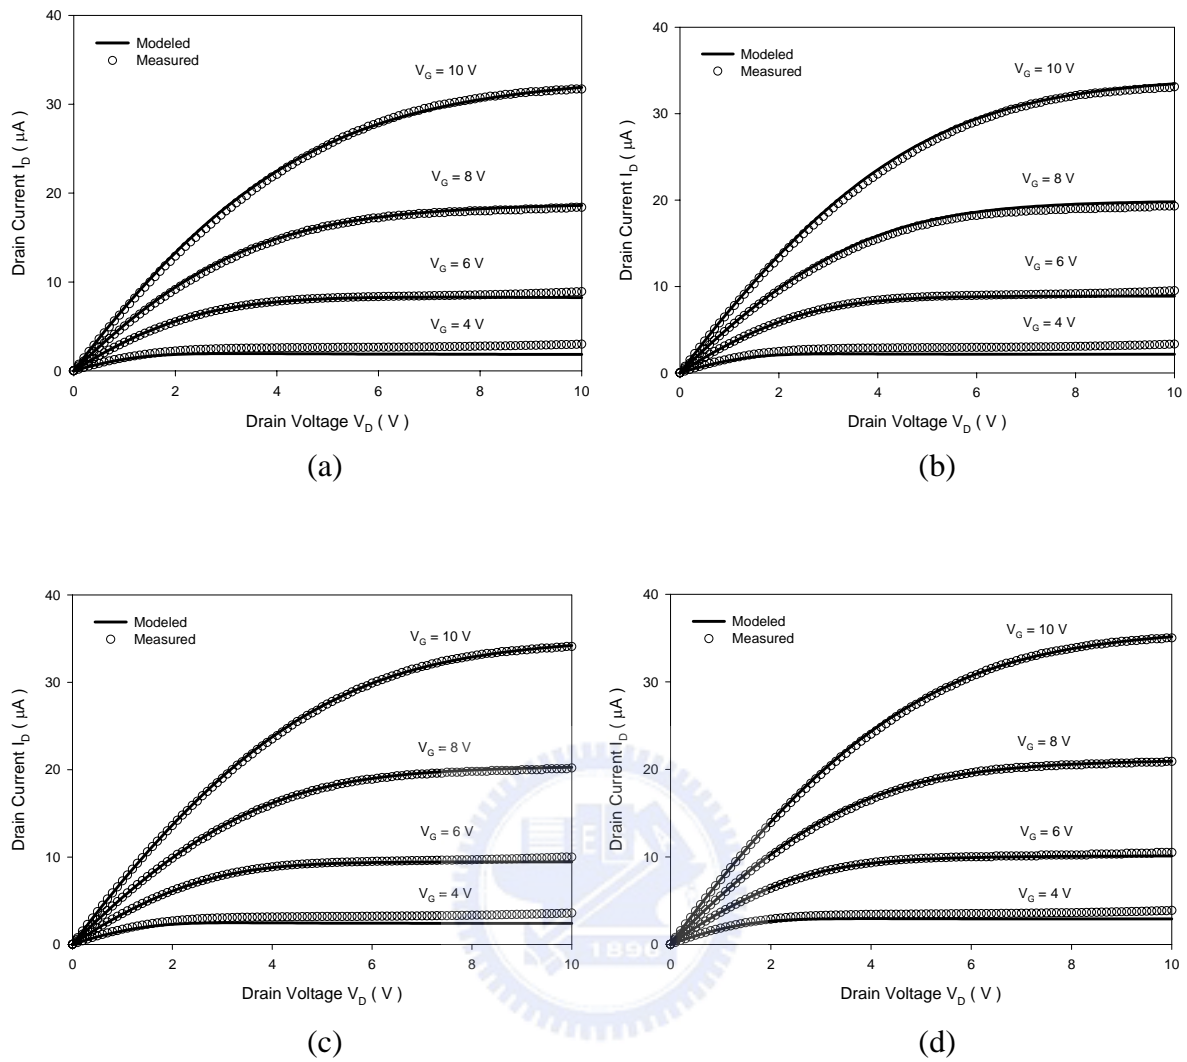 40
30
20
10
0
Drain Current I_D ( μA )
Modeled
Measured
V_G = 10 V
V_G = 8 V
V_G = 6 V
V_G = 4 V
0 2 4 6 8 10
Drain Voltage V_D ( V )
(a)
40
30
20
10
0
Drain Current I_D ( μA )
Modeled
Measured
V_G = 10 V
V_G = 8 V
V_G = 6 V
V_G = 4 V
0 2 4 6 8 10
Drain Voltage V_D ( V )
(b)
40
30
20
10
0
Drain Current I_D ( μA )
Modeled
Measured
V_G = 10 V
V_G = 8 V
V_G = 6 V
V_G = 4 V
0 2 4 6 8 10
Drain Voltage V_D ( V )
(c)
40
30
20
10
0
Drain Current I_D ( μA )
Modeled
Measured
V_G = 10 V
V_G = 8 V
V_G = 6 V
V_G = 4 V
0 2 4 6 8 10
Drain Voltage V_D ( V )
(d)
1896